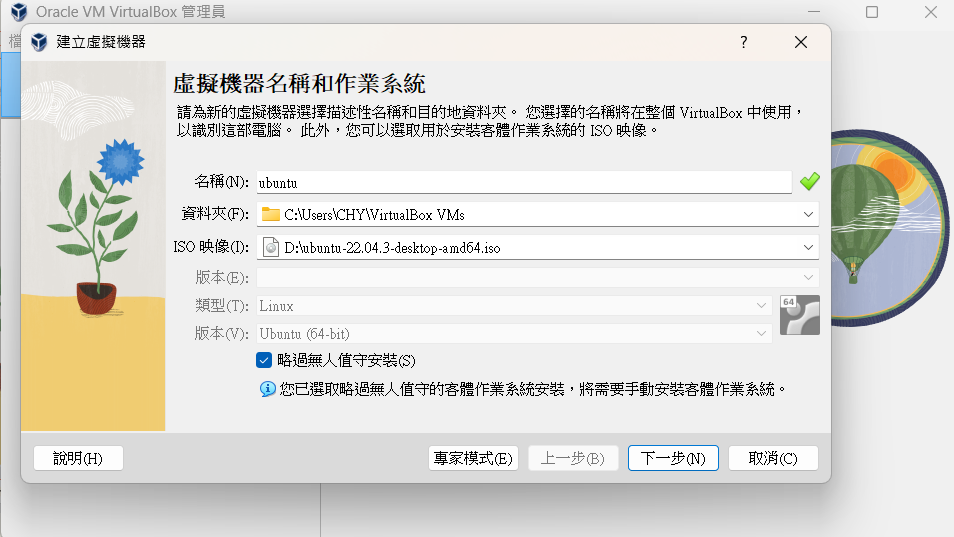 Oracle VM VirtualBox 管理員
檔
建立虛擬機器
?
虛擬機器名稱和作業系統
請為新的虛擬機器選擇描述性名稱和目的地資料夾。 您選擇的名稱將在整個 VirtualBox 中使用，
以識別這部電腦。 此外，您可以選取用於安裝客體作業系統的 ISO 映像。
名稱(N): ubuntu
資料夾(F): C:\Users\CHY\VirtualBox VMs
ISO 映像(I): D:\ubuntu-22.04.3-desktop-amd64.iso
版本(E):
類型(T): Linux
64
版本(V): Ubuntu (64-bit)
略過無人值守安裝(S)
您已選取略過無人值守的客體作業系統安裝，將需要手動安裝客體作業系統。
說明(H) 專家模式(E) 上一步(B) 下一步(N) 取消(C)